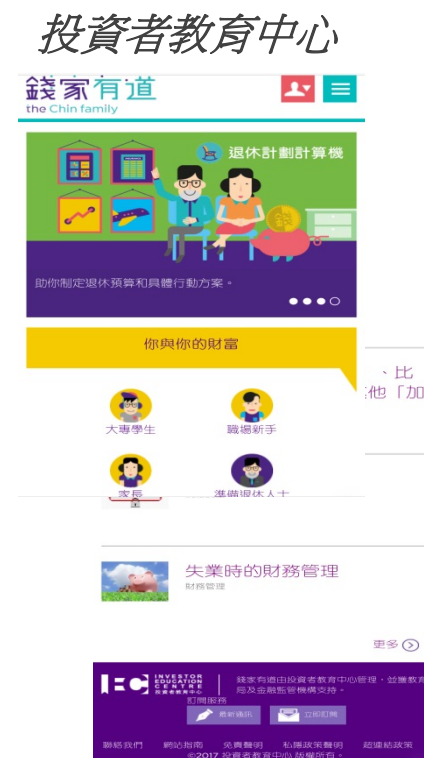 投資者教育中心
錢家有道
the Chin family
退休計劃計算機
助你制定退休預算和具體行動方案。
你與你的財富
、比
他「加
大專學生
職場新手
家長
準備退休人士
失業時的財務管理
財務管理
更多
IEC
INVESTOR
EDUCATION
CENTRE
投資者教育中心
錢家有道由投資者教育中心管理,並獲教育
局及金融監管機構支持。
訂閱服務
最新通訊
立即訂閱
聯絡我們 網站指南 免責聲明 私隱政策聲明 超連結政策
©2017 投資者教育中心 版權所有。